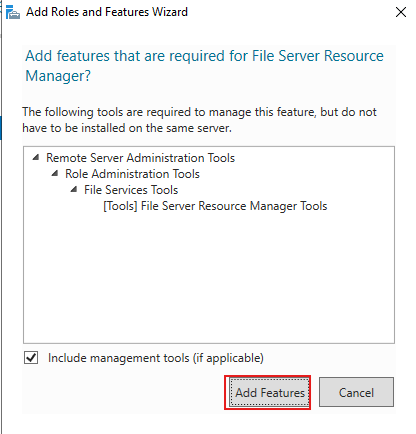 Add Roles and Features Wizard
Add features that are required for File Server Resource
Manager?
The following tools are required to manage this feature, but do not
have to be installed on the same server.
Remote Server Administration Tools
Role Administration Tools
File Services Tools
[Tools] File Server Resource Manager Tools
Include management tools (if applicable)
Add Features
Cancel